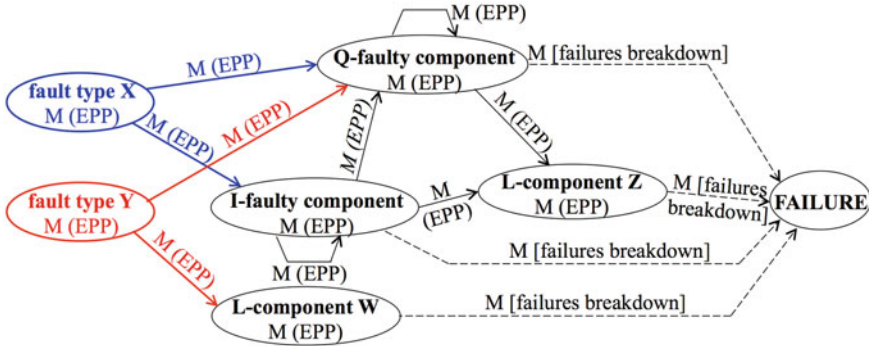 M (EPP)
Q-faulty component
M (EPP)
M [failures breakdown]
M (EPP)
fault type X
M (EPP)
M (EPP)
M (EPP)
M (EPP)
M (EPP)
L-component Z
M (EPP)
M [failures
breakdown]
FAILURE
fault type Y
M (EPP)
I-faulty component
M (EPP)
M
(EPP)
M (EPP)
M (EPP)
M [failures breakdown]
L-component W
M (EPP)
M [failures breakdown]